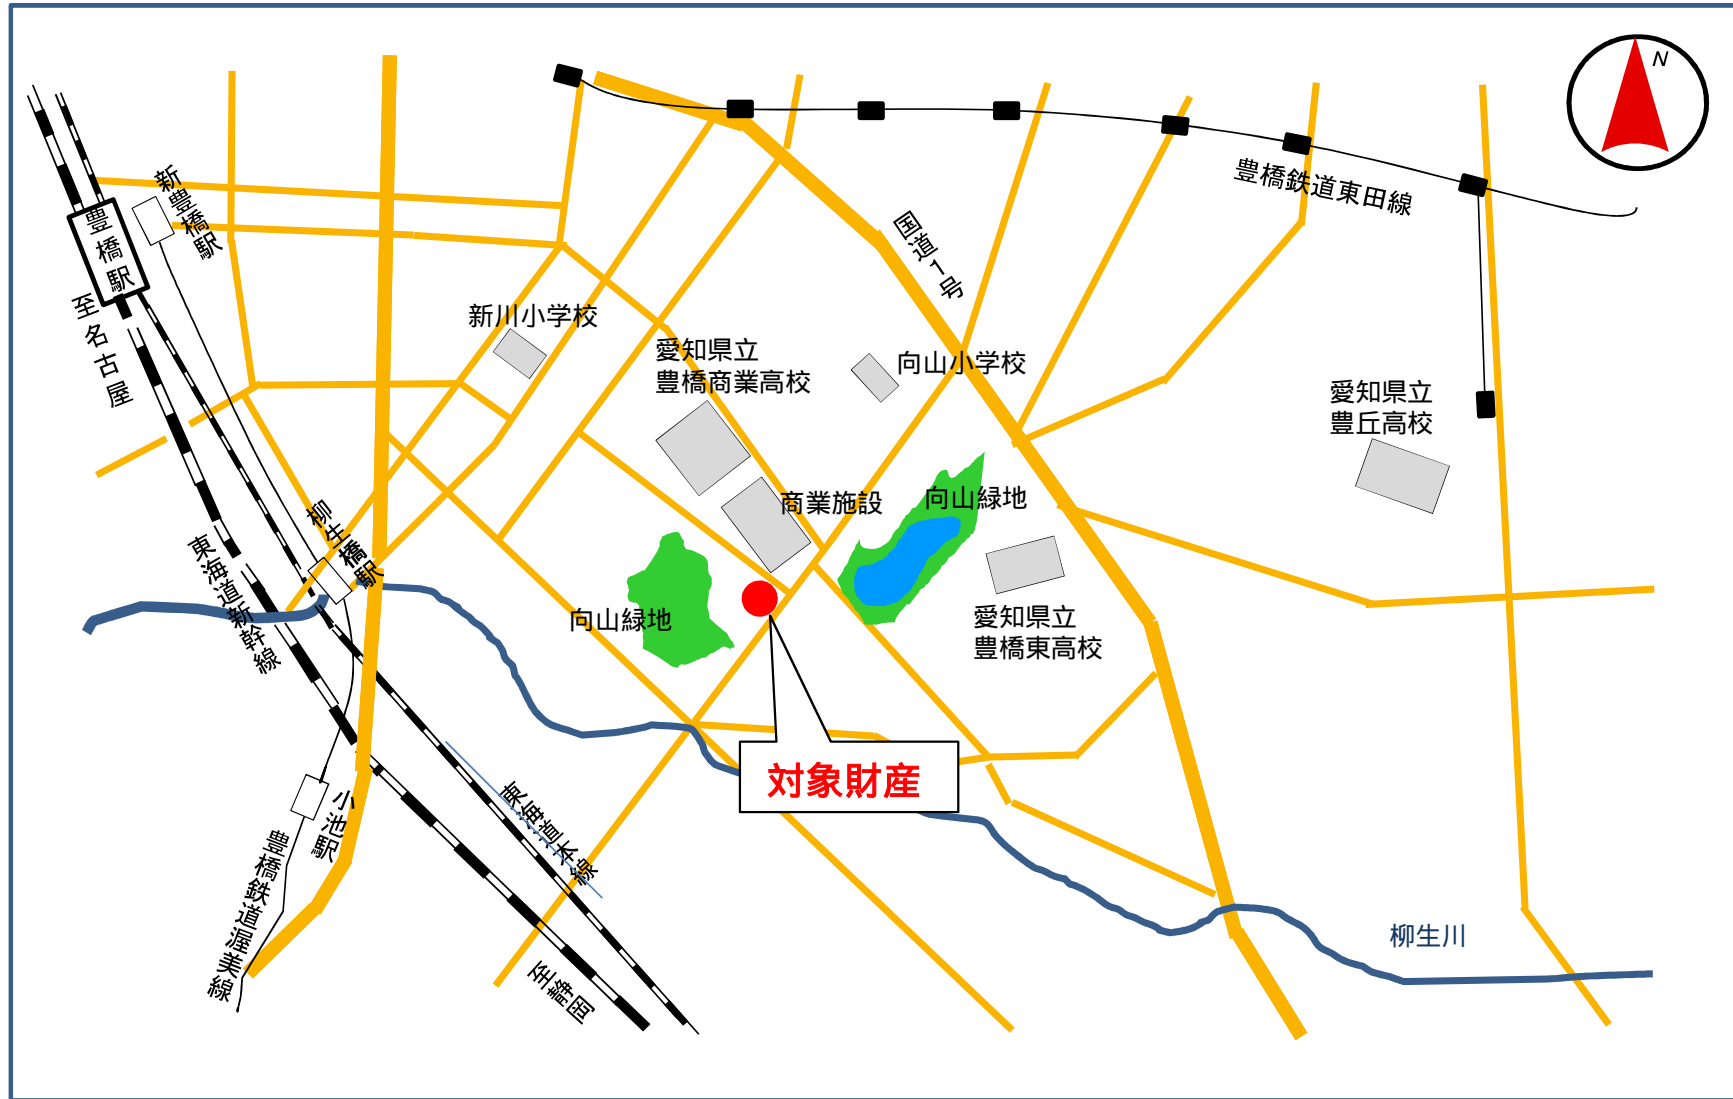 N
豊橋鉄道東田線
新豊橋駅
豊橋駅
国道1号
至名古屋
新川小学校
愛知県立
豊橋商業高校
向山小学校
愛知県立
豊丘高校
商業施設
向山緑地
柳生橋駅
東海道新幹線
向山緑地
愛知県立
豊橋東高校
対象財産
小池駅
東海道本線
豊橋鉄道渥美線
柳生川
至静岡